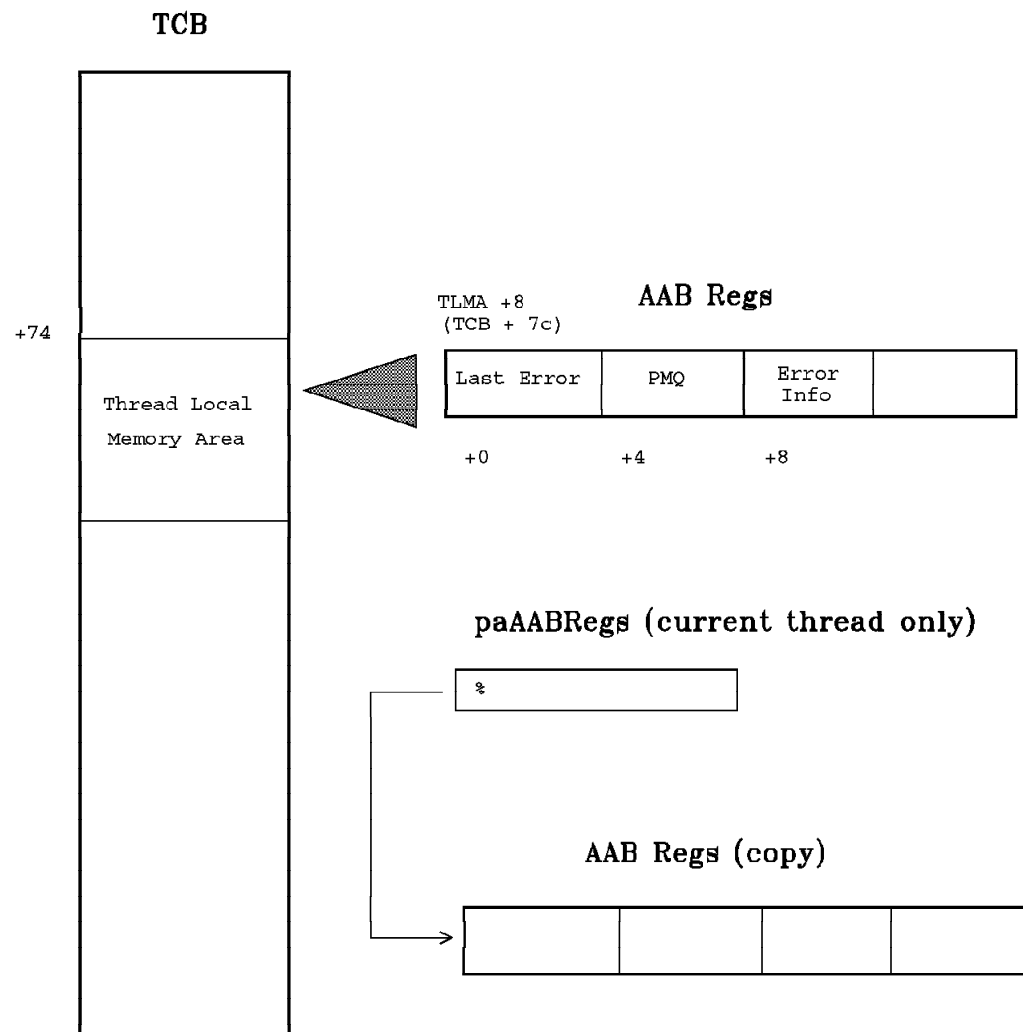 TCB
+74
Thread Local
Memory Area
TLMA +8
(TCB + 7c)
AAB Regs
Last Error
PMQ
Error
Info
+0
+4
+8
paAABRegs (current thread only)
%
AAB Regs (copy)